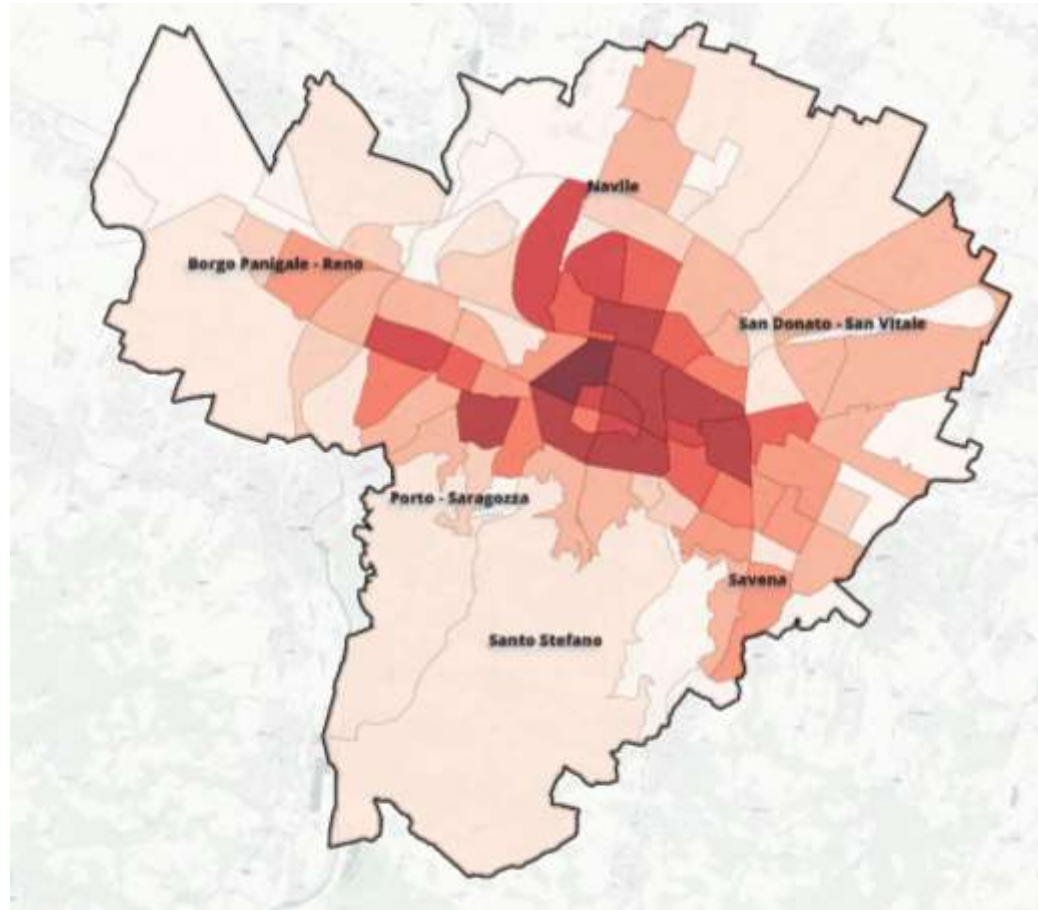 Navile
Borgo Panigale - Reno
San Donato - San Vitale
Porto - Saragozza
Savena
Santo Stefano